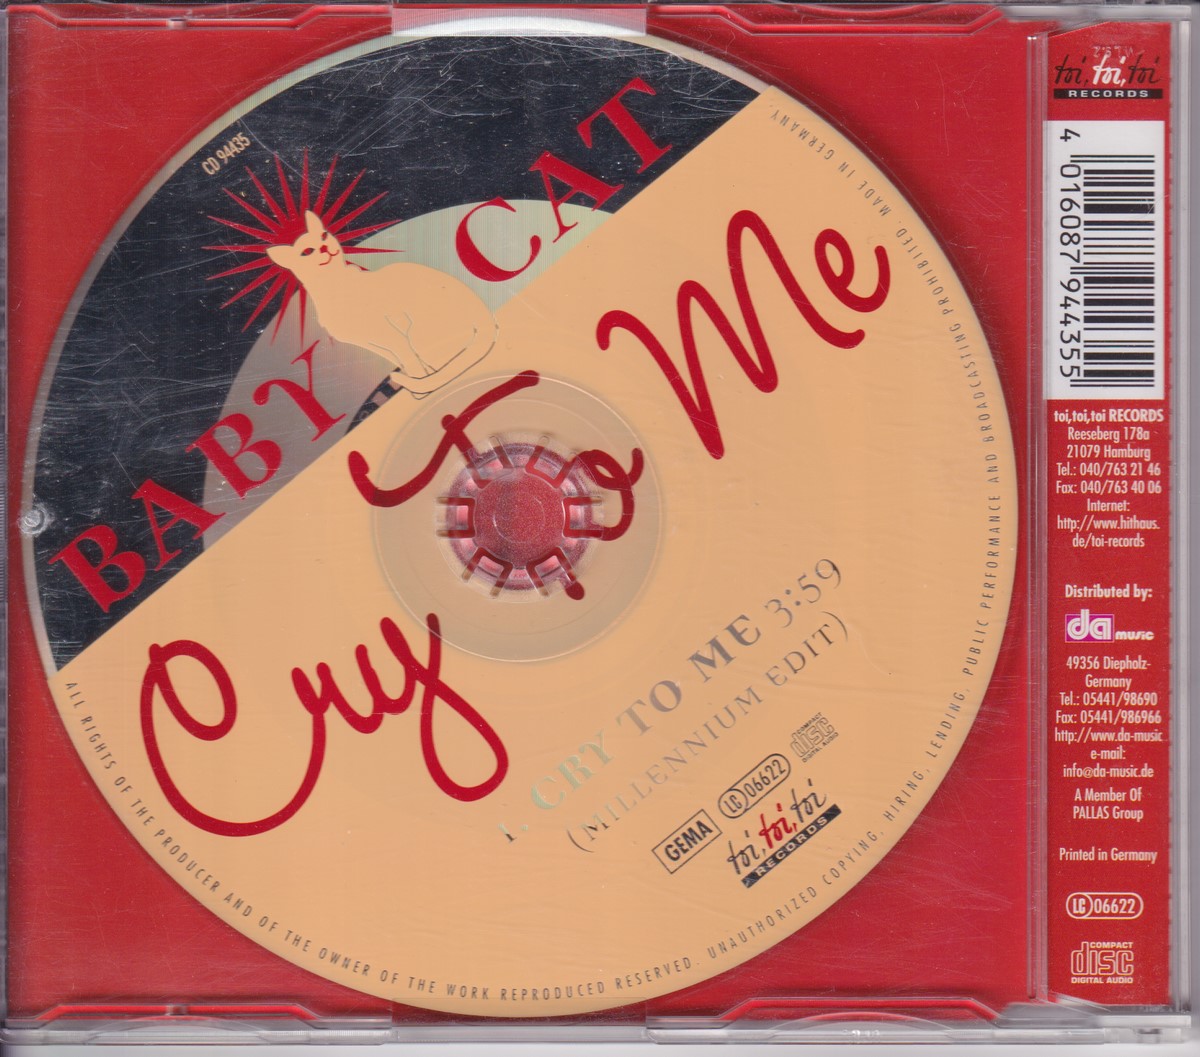 CD 94435
BABY CAT
Cry to Me
1. CRY TO ME 3:59
(MILLENNIUM EDIT)
COMPACT
disc
DIGITAL AUDIO
GEMA
LC 06622
toi, toi, toi
RECORDS
ALL RIGHTS OF THE PRODUCER AND OF THE OWNER OF THE WORK REPRODUCED RESERVED. UNAUTHORIZED COPYING, HIRING, LENDING, PUBLIC PERFORMANCE AND BROADCASTING PROHIBITED. MADE IN GERMANY
toi, toi, toi
RECORDS
4 016087 944355
toi,toi,toi RECORDS
Reeseberg 178a
21079 Hamburg
Tel.: 040/763 21 46
Fax: 040/763 40 06
Internet:
http://www.hithaus.
de/toi-records
Distributed by:
da music
49356 Diepholz-
Germany
Tel.: 05441/98690
Fax: 05441/986966
http://www.da-music
e-mail:
info@da-music.de
A Member Of
PALLAS Group
Printed in Germany
LC 06622
COMPACT
disc
DIGITAL AUDIO